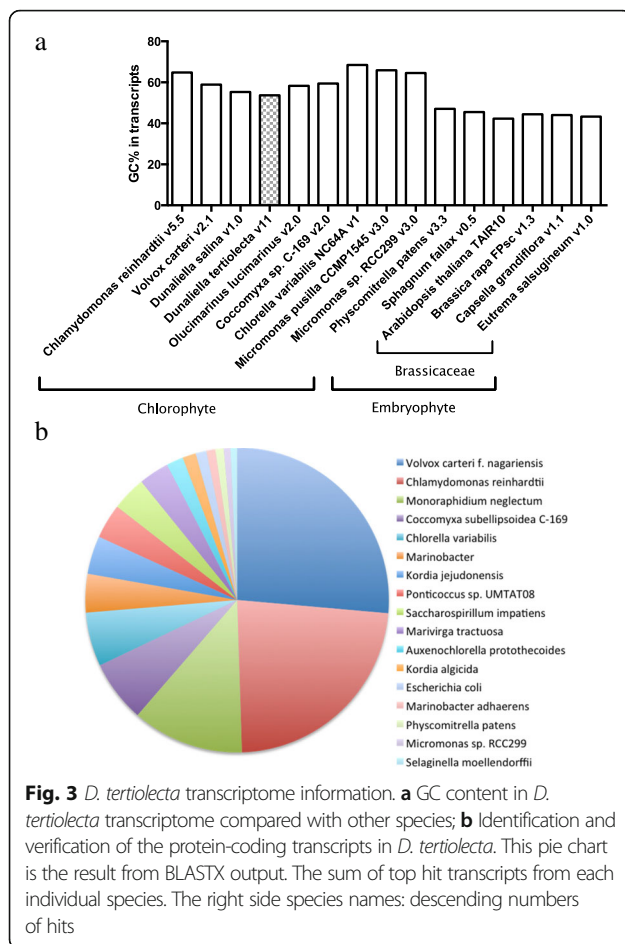 a
80
60
40
20
0
GC% in transcripts
Chlamydomonas reinhardtii v5.5
Volvox carteri v2.1
Dunaliella salina v1.0
Dunaliella tertiolecta v11
Olucimarinus lucimarinus v2.0
Coccomyxa sp. C-169 v2.0
Chlorella variabilis NC64A v1
Micromonas pusilla CCMP1545 v3.0
Micromonas sp. RCC299 v3.0
Physcomitrella patens v3.3
Sphagnum fallax v0.5
Arabidopsis thaliana TAIR10
Brassica rapa FPsc v1.3
Capsella grandiflora v1.1
Eutrema salsugineum v1.0
Brassicaceae
Chlorophyte
Embryophyte
b
Volvox carteri f. nagariensis
Chlamydomonas reinhardtii
Monoraphidium neglectum
Coccomyxa subellipsoidea C-169
Chlorella variabilis
Marinobacter
Kordia jejudonensis
Ponticoccus sp. UMTAT08
Saccharospirillum impatiens
Marivirga tractuosa
Auxenochlorella protothecoides
Kordia algicida
Escherichia coli
Marinobacter adhaerens
Physcomitrella patens
Micromonas sp. RCC299
Selaginella moellendorffii
Fig. 3 D. tertiolecta transcriptome information. a GC content in D.
tertiolecta transcriptome compared with other species; b Identification and
verification of the protein-coding transcripts in D. tertiolecta. This pie chart
is the result from BLASTX output. The sum of top hit transcripts from each
individual species. The right side species names: descending numbers
of hits